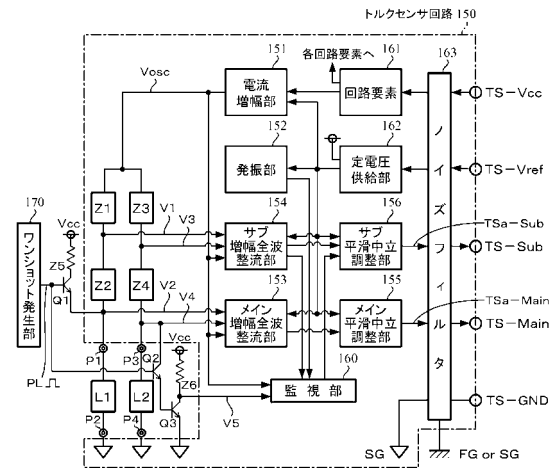 トルクセンサ回路 150
151
各回路要素へ
161
163
Vosc
電流
増幅部
回路要素
TS-Vcc
152
162
発振部
定電圧
供給部
TS-Vref
ノイズフィルタ
170
Z1
Z3
V1
V3
154
156
サブ
増幅全波
整流部
サブ
平滑中立
調整部
TSa-Sub
TS-Sub
ワンショット発生部
Vcc
Z5
Q1
Z2
Z4
V2
V4
153
155
メイン
増幅全波
整流部
メイン
平滑中立
調整部
TSa-Main
TS-Main
P1
P3
Q2
Vcc
160
PL
Z6
監視部
L1
L2
Q3
V5
TS-GND
P2
P4
SG
FG or SG